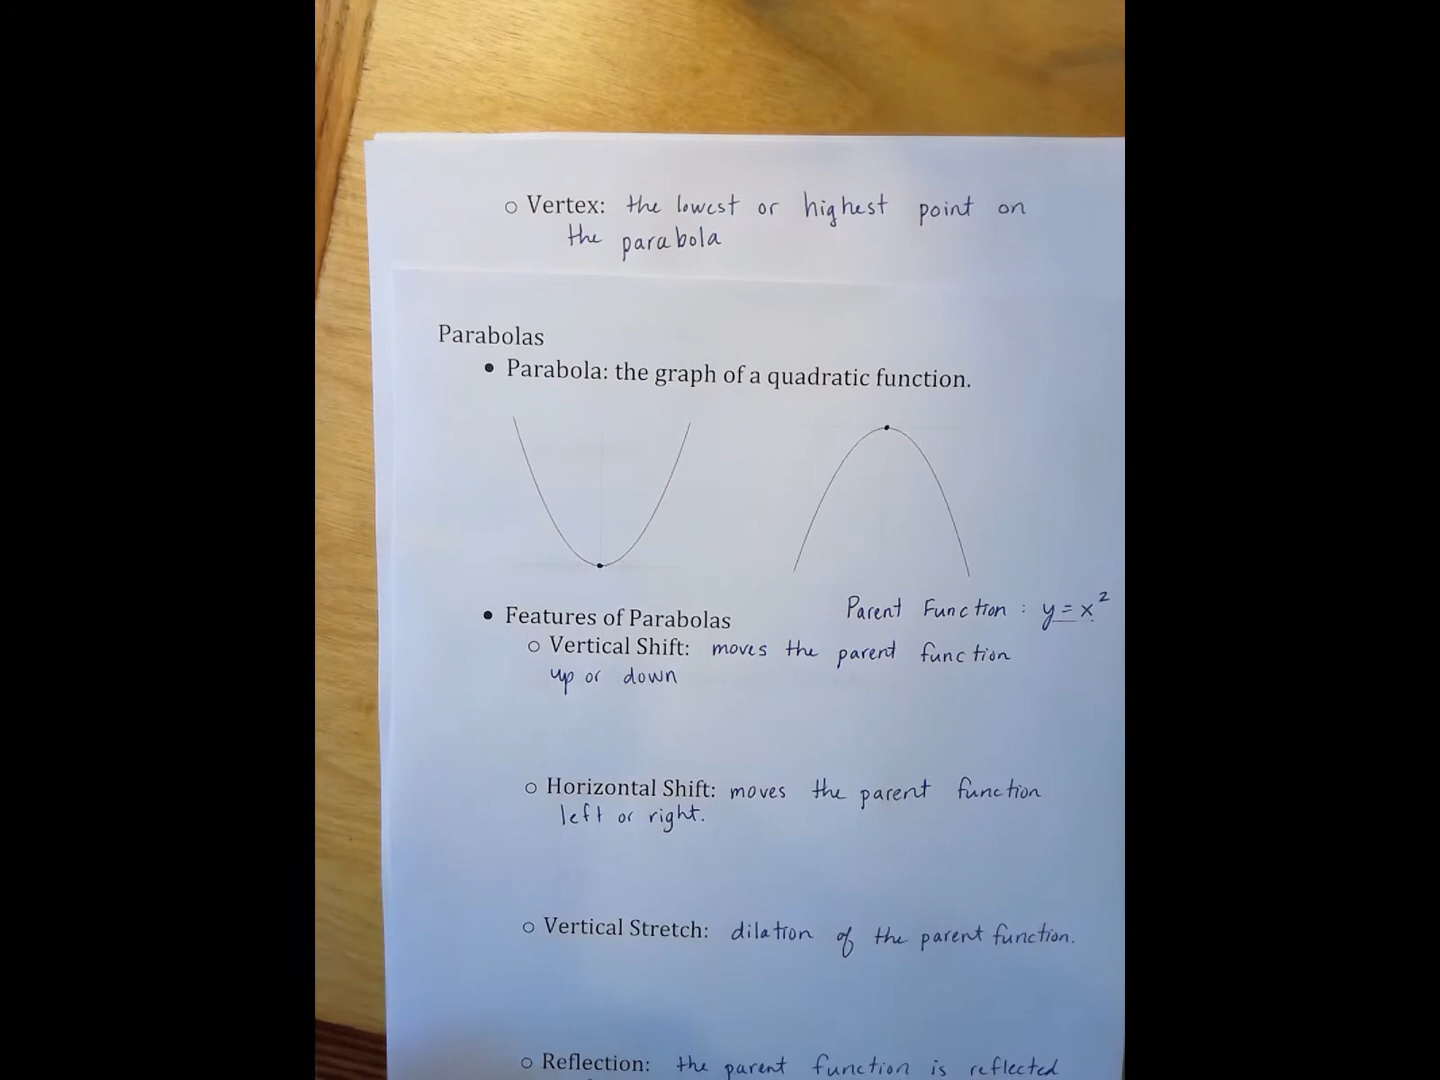 ○ Vertex: the lowest or highest point on
the parabola
Parabolas
• Parabola: the graph of a quadratic function.
• Features of Parabolas Parent Function : y = x²
○ Vertical Shift: moves the parent function
up or down
○ Horizontal Shift: moves the parent function
left or right.
○ Vertical Stretch: dilation of the parent function.
○ Reflection: the parent function is reflected